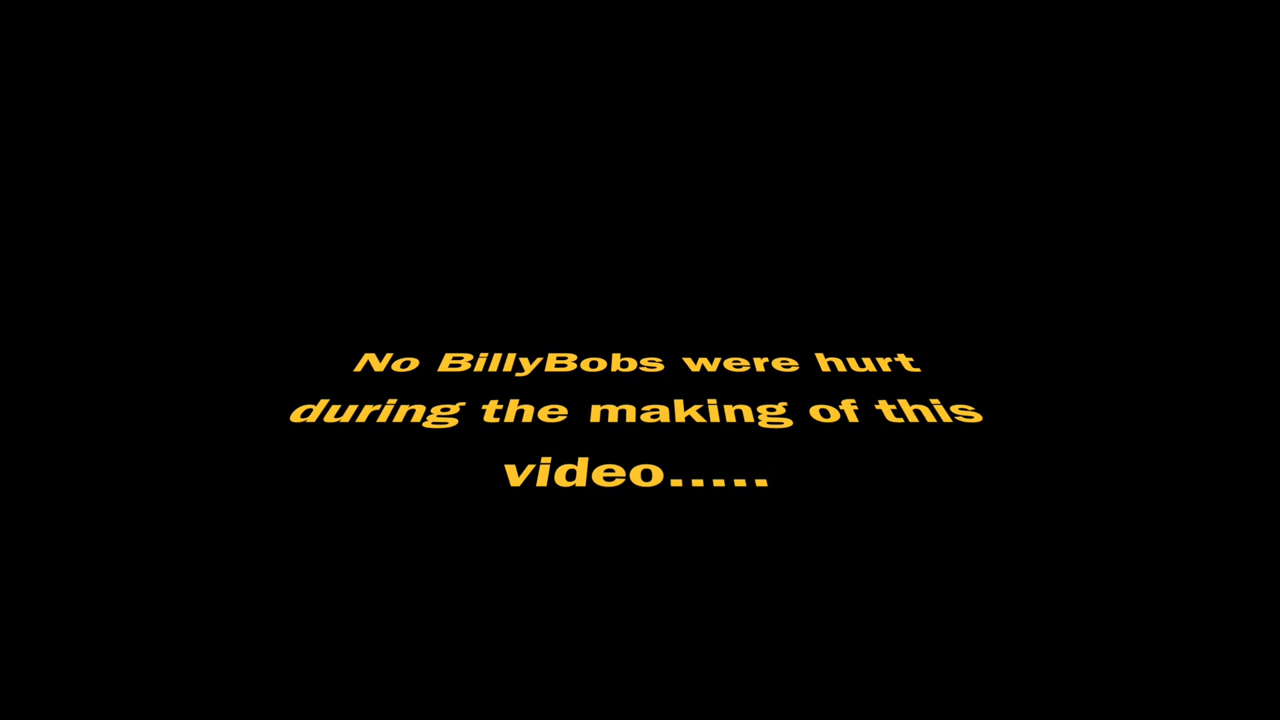 No BillyBobs were hurt
during the making of this
video.....